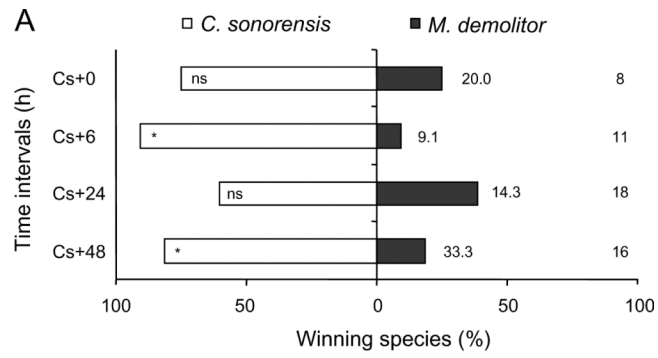 A
C. sonorensis M. demolitor
Time intervals (h)
Cs+0 ns 20.0 8
Cs+6 * 9.1 11
Cs+24 ns 14.3 18
Cs+48 * 33.3 16
100 50 0 50 100
Winning species (%)